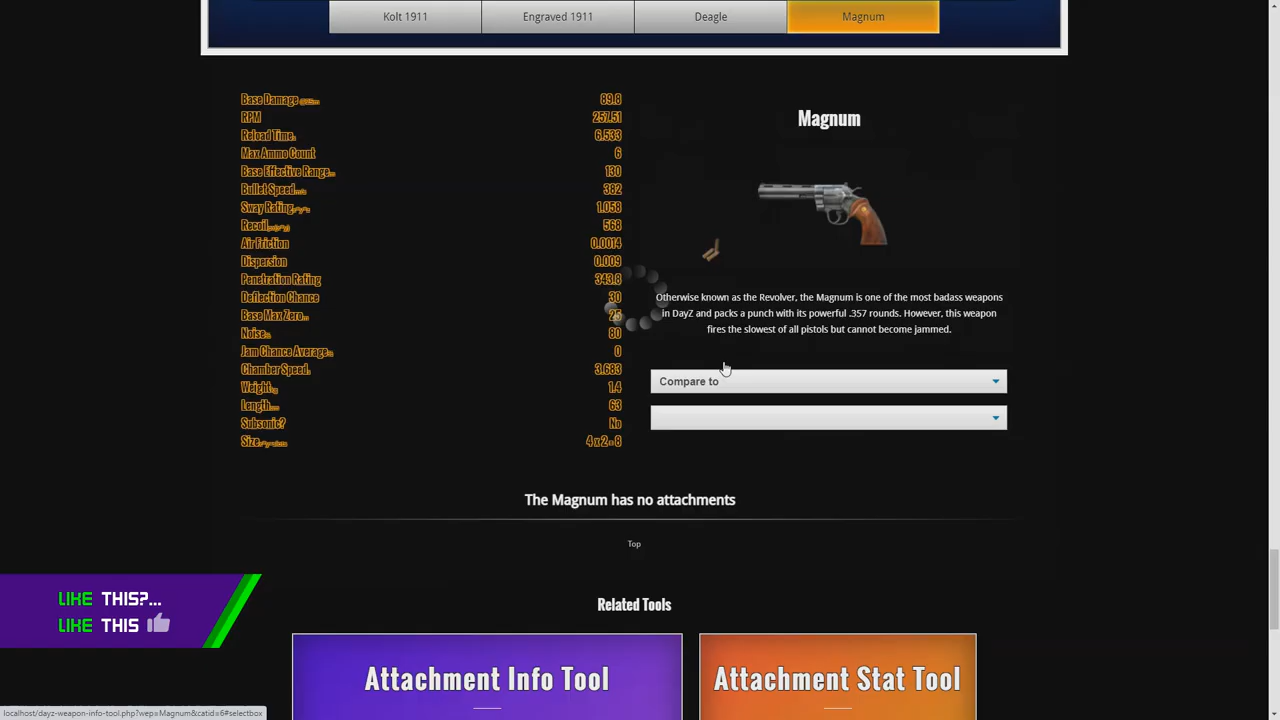 Kolt 1911 Engraved 1911 Deagle Magnum
Base Damage 89.8
RPM 257.51
Reload Time 6.533
Max Ammo Count 6
Base Effective Range 130
Bullet Speed 382
Sway Rating 1.058
Recoil 568
Air Friction 0.0014
Dispersion 0.009
Penetration Rating 343.8
Deflection Chance 30
Base Max Zero 25
Noise 80
Jam Chance Average 0
Chamber Speed 3.683
Weight 1.4
Length 63
Subsonic? No
Size 4 x 2 = 8
Magnum
Otherwise known as the Revolver, the Magnum is one of the most badass weapons
in DayZ and packs a punch with its powerful .357 rounds. However, this weapon
fires the slowest of all pistols but cannot become jammed.
Compare to
The Magnum has no attachments
Top
LIKE THIS?...
LIKE THIS
Related Tools
Attachment Info Tool
Attachment Stat Tool
localhost/dayz-weapon-info-tool.php?wep=Magnum&catid=6#selectbox